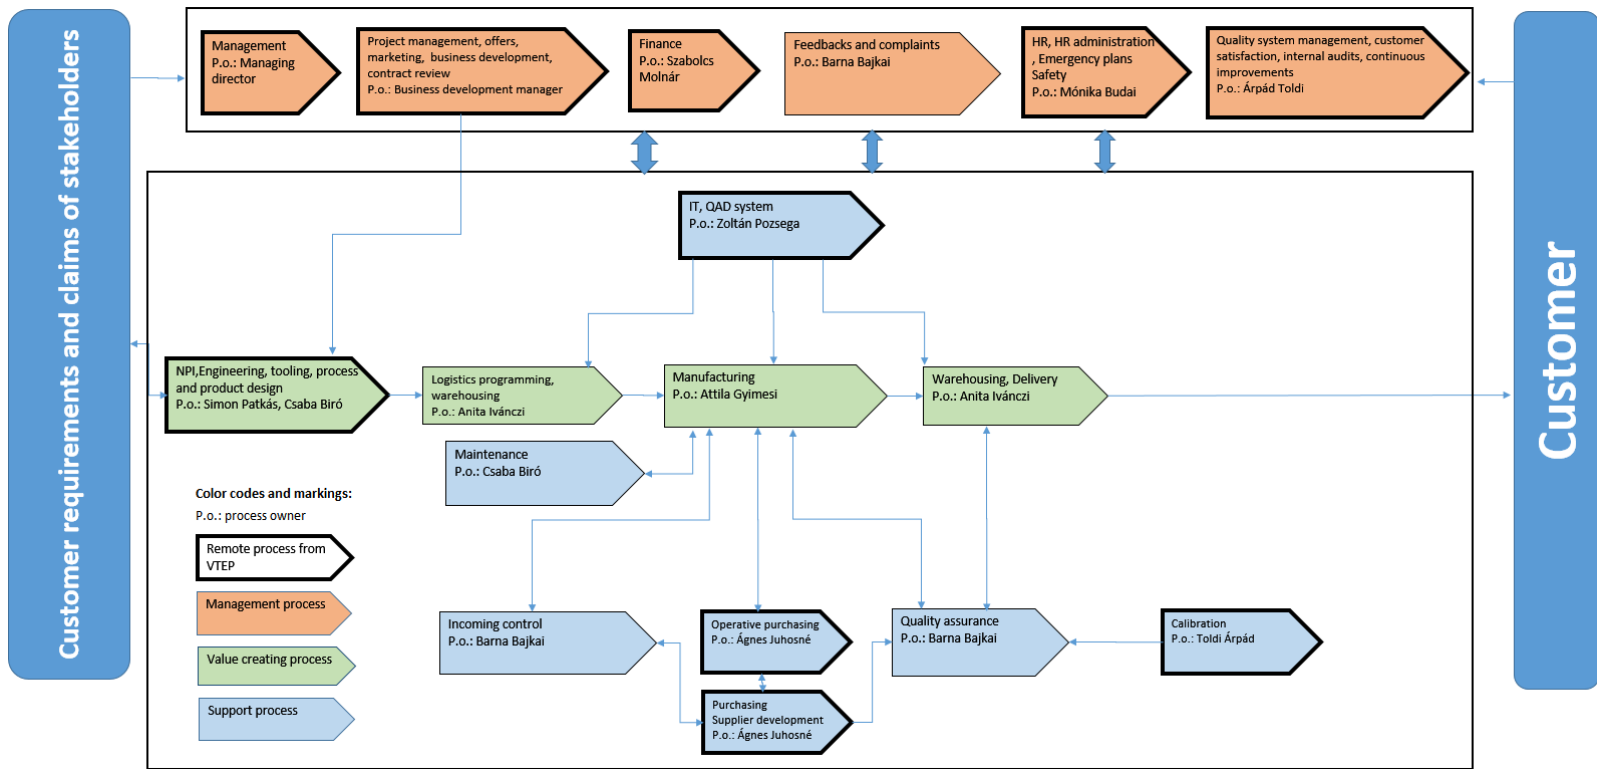 Customer requirements and claims of stakeholders
Management
P.o.: Managing
director
Project management, offers,
marketing, business development,
contract review
P.o.: Business development manager
Finance
P.o.: Szabolcs
Molnár
Feedbacks and complaints
P.o.: Barna Bajkai
HR, HR administration
, Emergency plans
Safety
P.o.: Mónika Budai
Quality system management, customer
satisfaction, internal audits, continuous
improvements
P.o.: Árpád Toldi
Customer
IT, QAD system
P.o.: Zoltán Pozsega
NPI,Engineering, tooling, process
and product design
P.o.: Simon Patkás, Csaba Biró
Logistics programming,
warehousing
P.o.: Anita Ivánczi
Manufacturing
P.o.: Attila Gyimesi
Warehousing, Delivery
P.o.: Anita Ivánczi
Maintenance
P.o.: Csaba Biró
Color codes and markings:
P.o.: process owner
Remote process from
VTEP
Management process
Value creating process
Support process
Incoming control
P.o.: Barna Bajkai
Operative purchasing
P.o.: Ágnes Juhosné
Quality assurance
P.o.: Barna Bajkai
Calibration
P.o.: Toldi Árpád
Purchasing
Supplier development
P.o.: Ágnes Juhosné